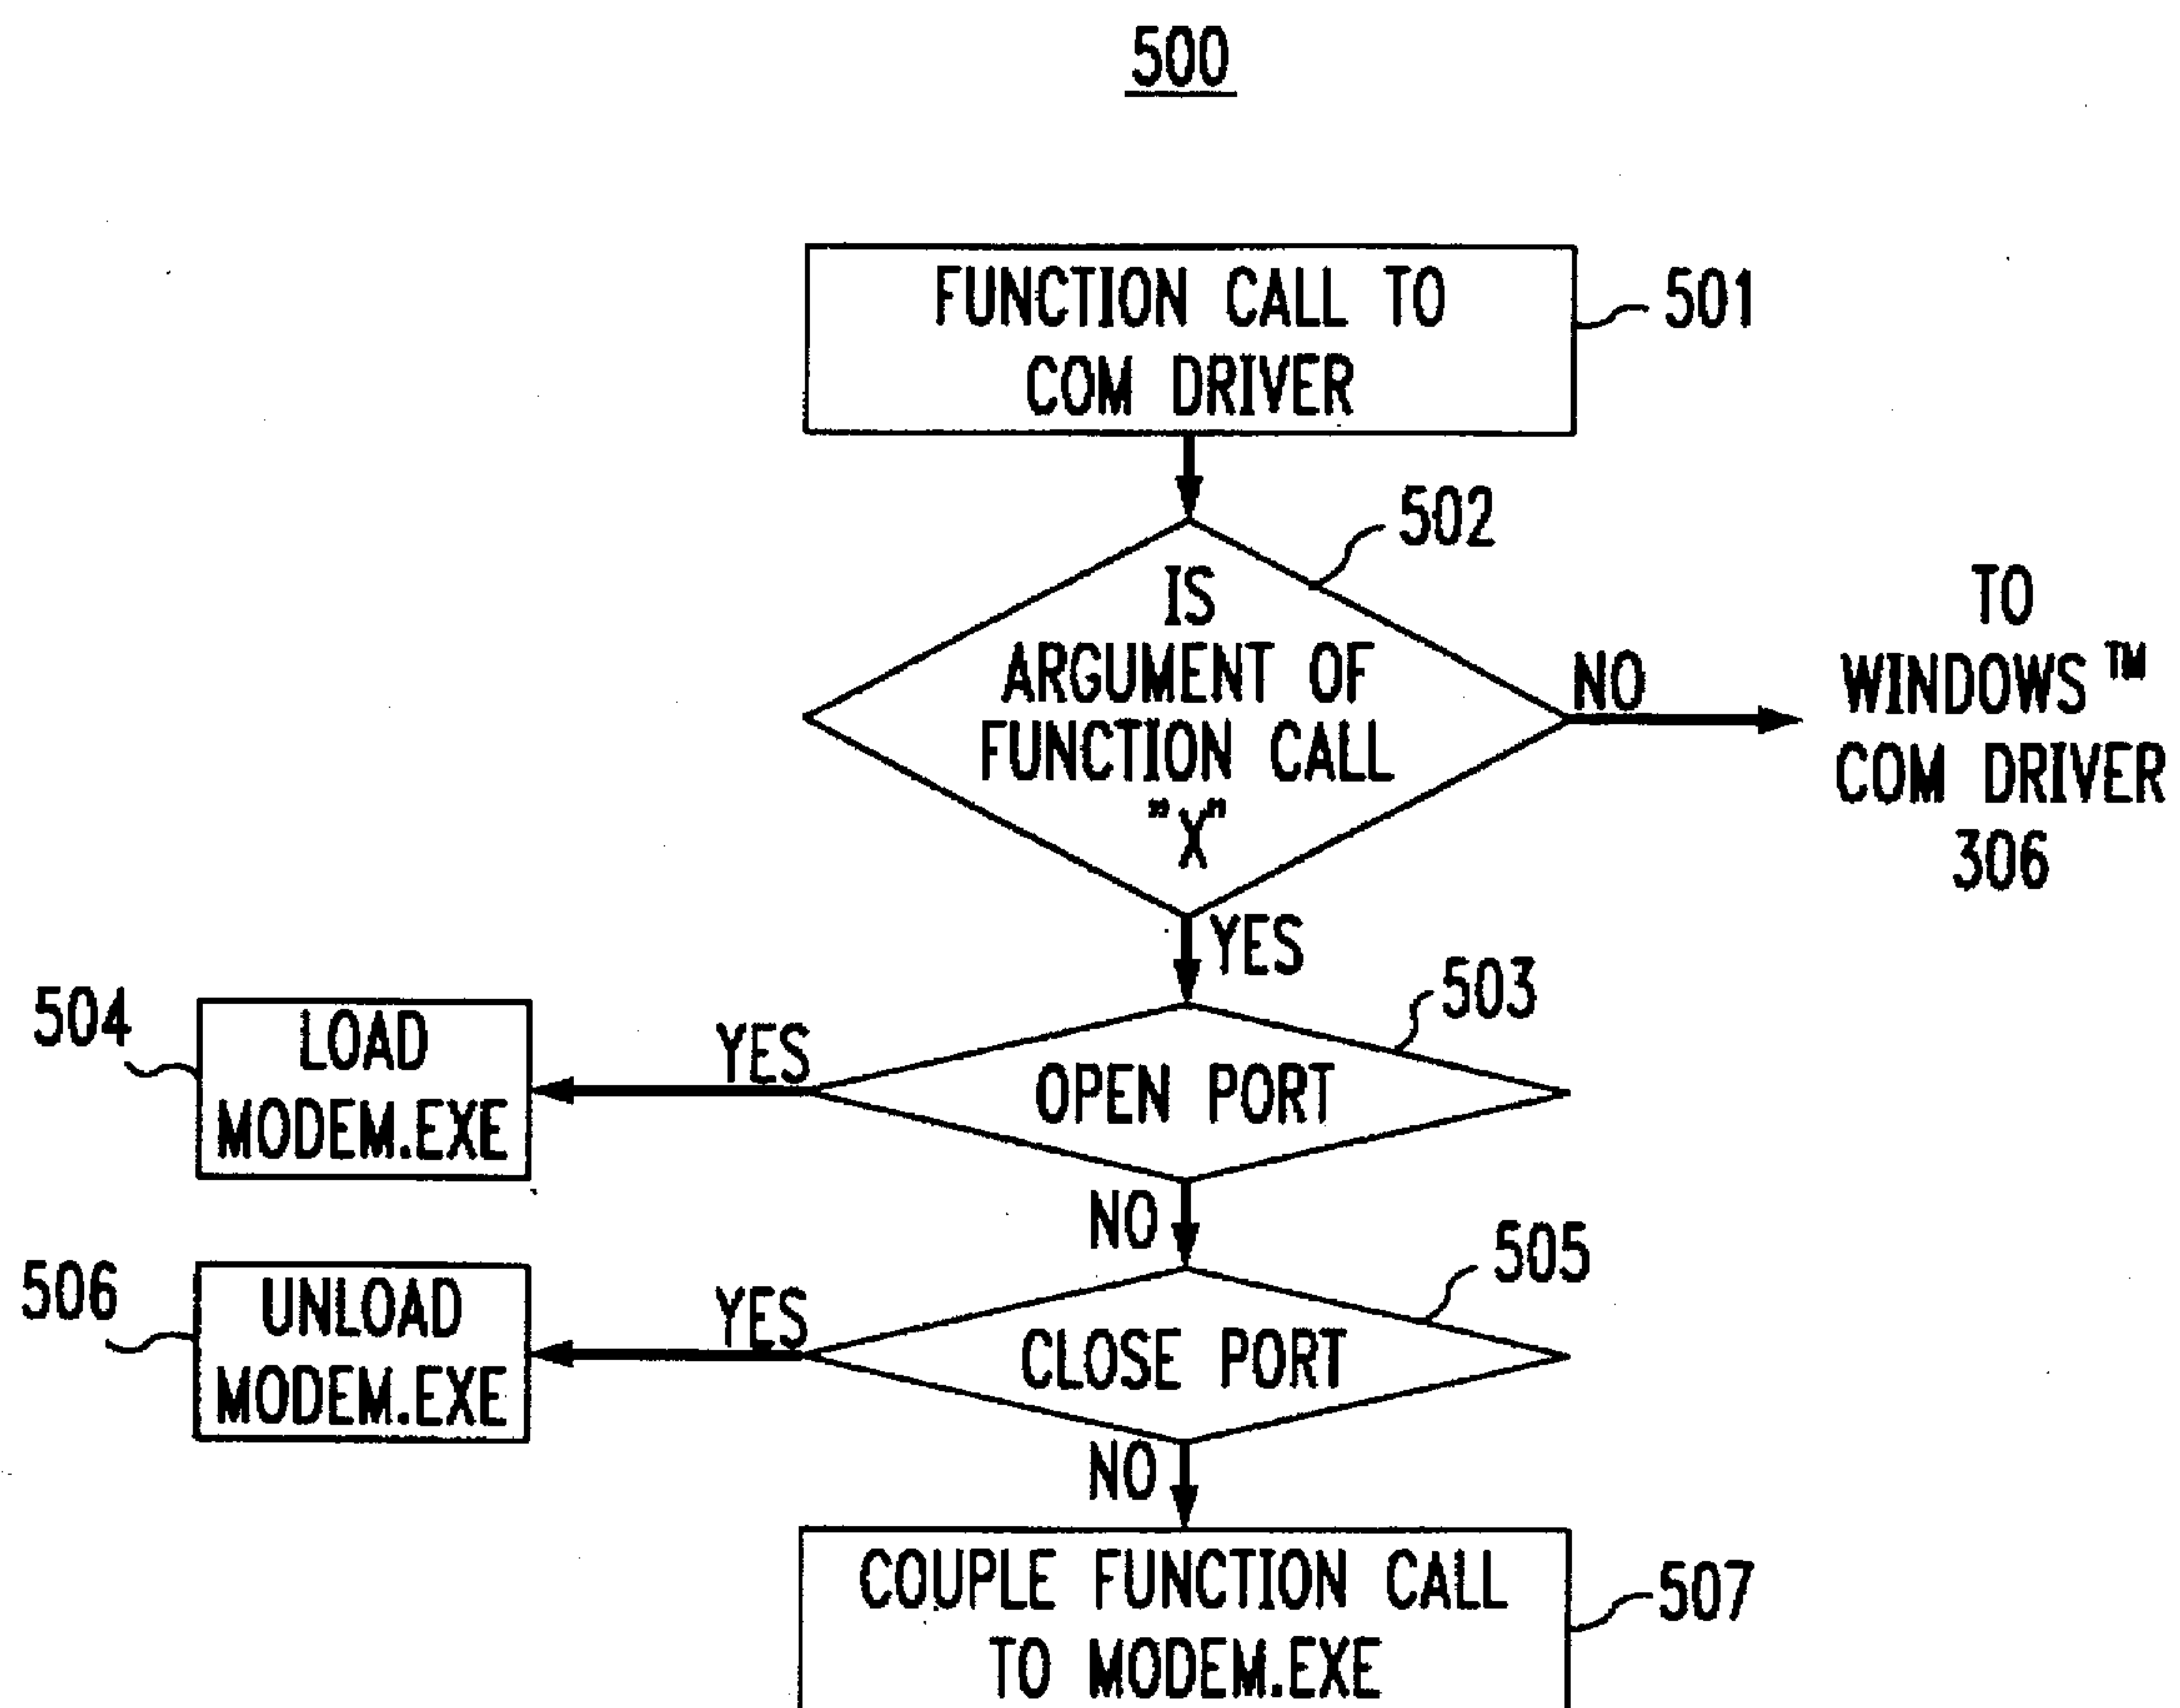 500
FUNCTION CALL TO
COM DRIVER
501
502
IS
ARGUMENT OF
FUNCTION CALL
"X"
NO
TO
WINDOWS™
COM DRIVER
306
YES
503
OPEN PORT
YES
504
LOAD
MODEM.EXE
NO
505
CLOSE PORT
YES
506
UNLOAD
MODEM.EXE
NO
COUPLE FUNCTION CALL
TO MODEM.EXE
507